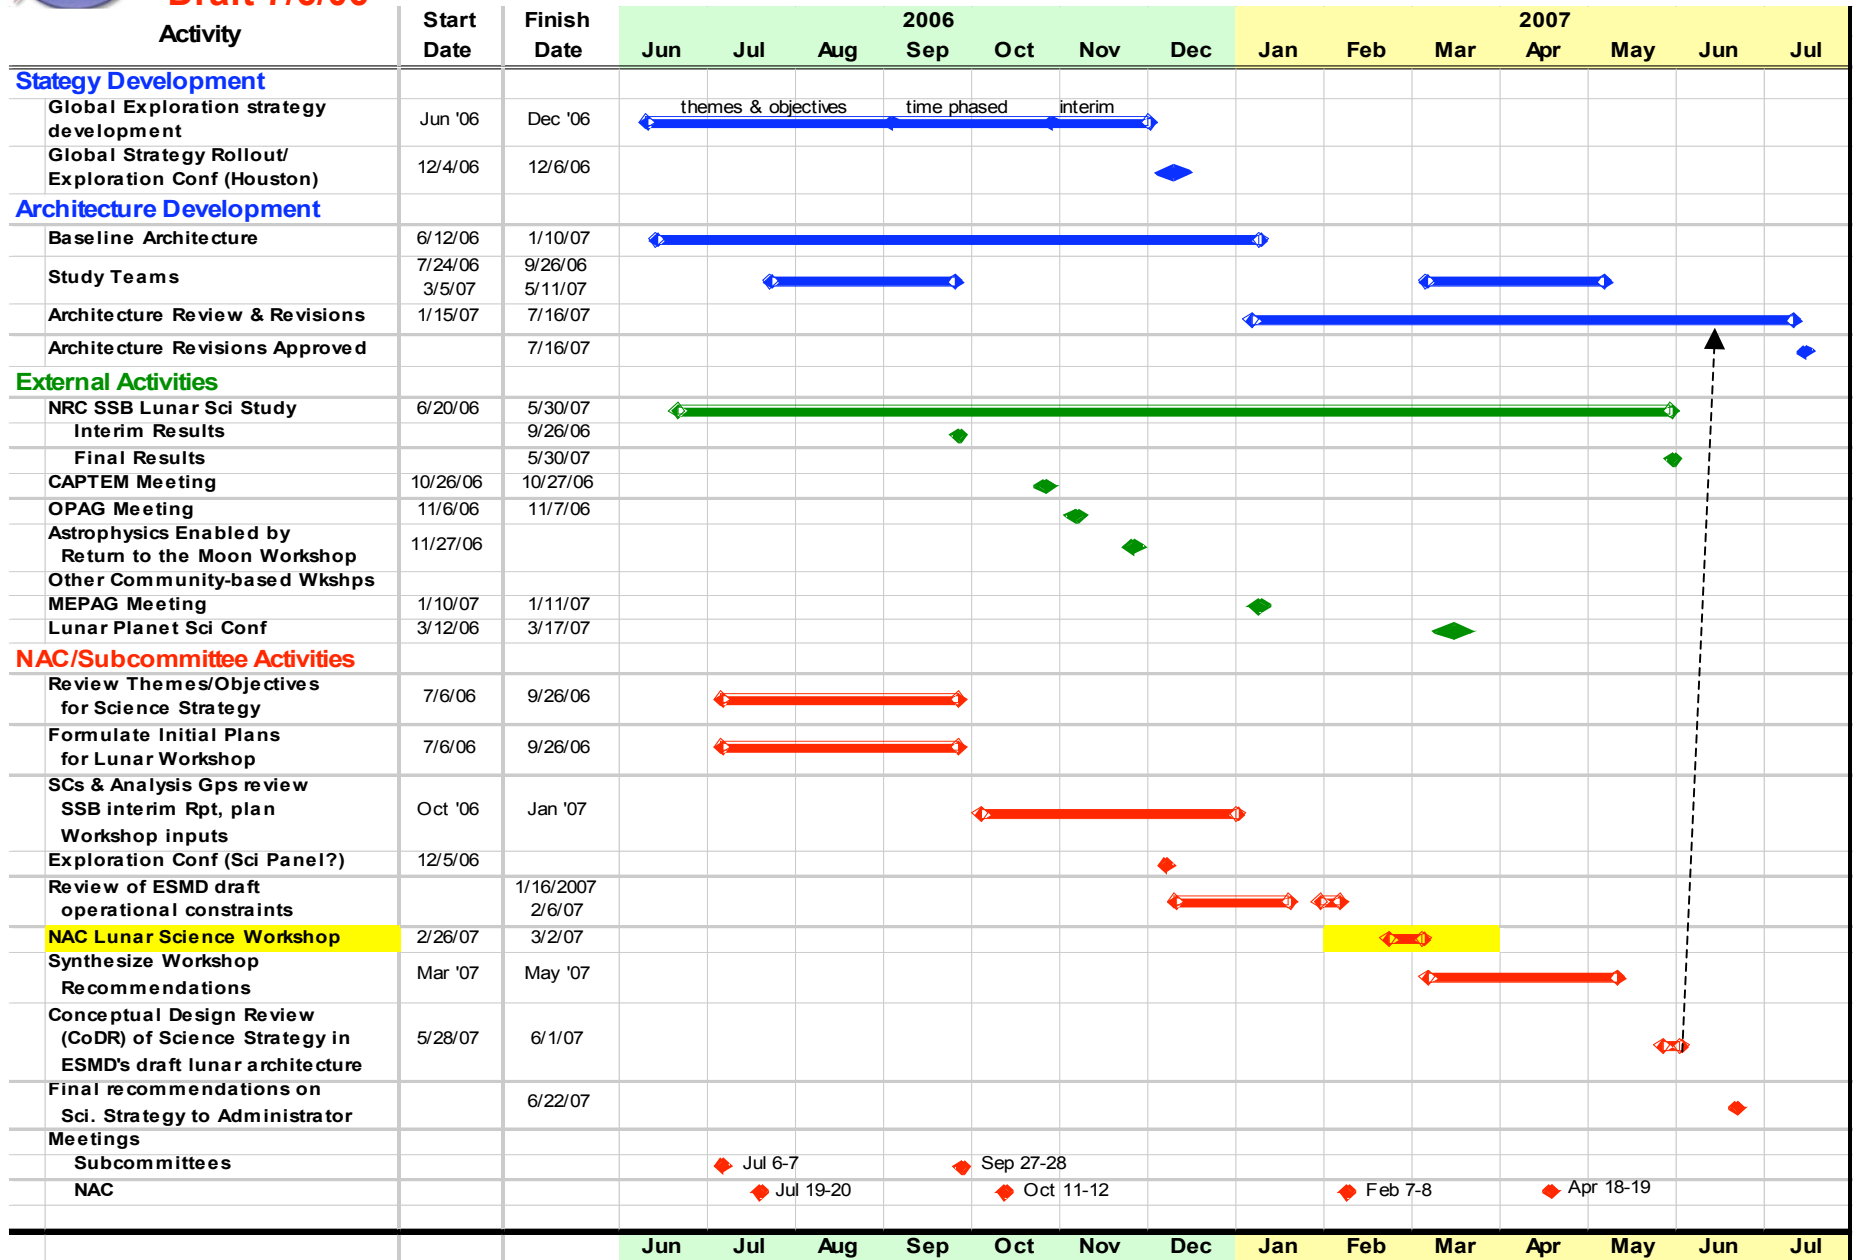 Draft 7/6/06
Activity Start Finish 2006 2007
Date Date Jun Jul Aug Sep Oct Nov Dec Jan Feb Mar Apr May Jun Jul
Stategy Development
Global Exploration strategy
development Jun '06 Dec '06 themes & objectives time phased interim
Global Strategy Rollout/
Exploration Conf (Houston) 12/4/06 12/6/06
Architecture Development
Baseline Architecture 6/12/06 1/10/07
Study Teams 7/24/06 9/26/06
3/5/07 5/11/07
Architecture Review & Revisions 1/15/07 7/16/07
Architecture Revisions Approved 7/16/07
External Activities
NRC SSB Lunar Sci Study 6/20/06 5/30/07
Interim Results 9/26/06
Final Results 5/30/07
CAPTEM Meeting 10/26/06 10/27/06
OPAG Meeting 11/6/06 11/7/06
Astrophysics Enabled by
Return to the Moon Workshop 11/27/06
Other Community-based Wkshps
MEPAG Meeting 1/10/07 1/11/07
Lunar Planet Sci Conf 3/12/06 3/17/07
NAC/Subcommittee Activities
Review Themes/Objectives
for Science Strategy 7/6/06 9/26/06
Formulate Initial Plans
for Lunar Workshop 7/6/06 9/26/06
SCs & Analysis Gps review
SSB interim Rpt, plan Oct '06 Jan '07
Workshop inputs
Exploration Conf (Sci Panel?) 12/5/06
Review of ESMD draft 1/16/2007
operational constraints 2/6/07
NAC Lunar Science Workshop 2/26/07 3/2/07
Synthesize Workshop
Recommendations Mar '07 May '07
Conceptual Design Review
(CoDR) of Science Strategy in 5/28/07 6/1/07
ESMD's draft lunar architecture
Final recommendations on
Sci. Strategy to Administrator 6/22/07
Meetings
Subcommittees Jul 6-7 Sep 27-28
NAC Jul 19-20 Oct 11-12 Feb 7-8 Apr 18-19
Jun Jul Aug Sep Oct Nov Dec Jan Feb Mar Apr May Jun Jul